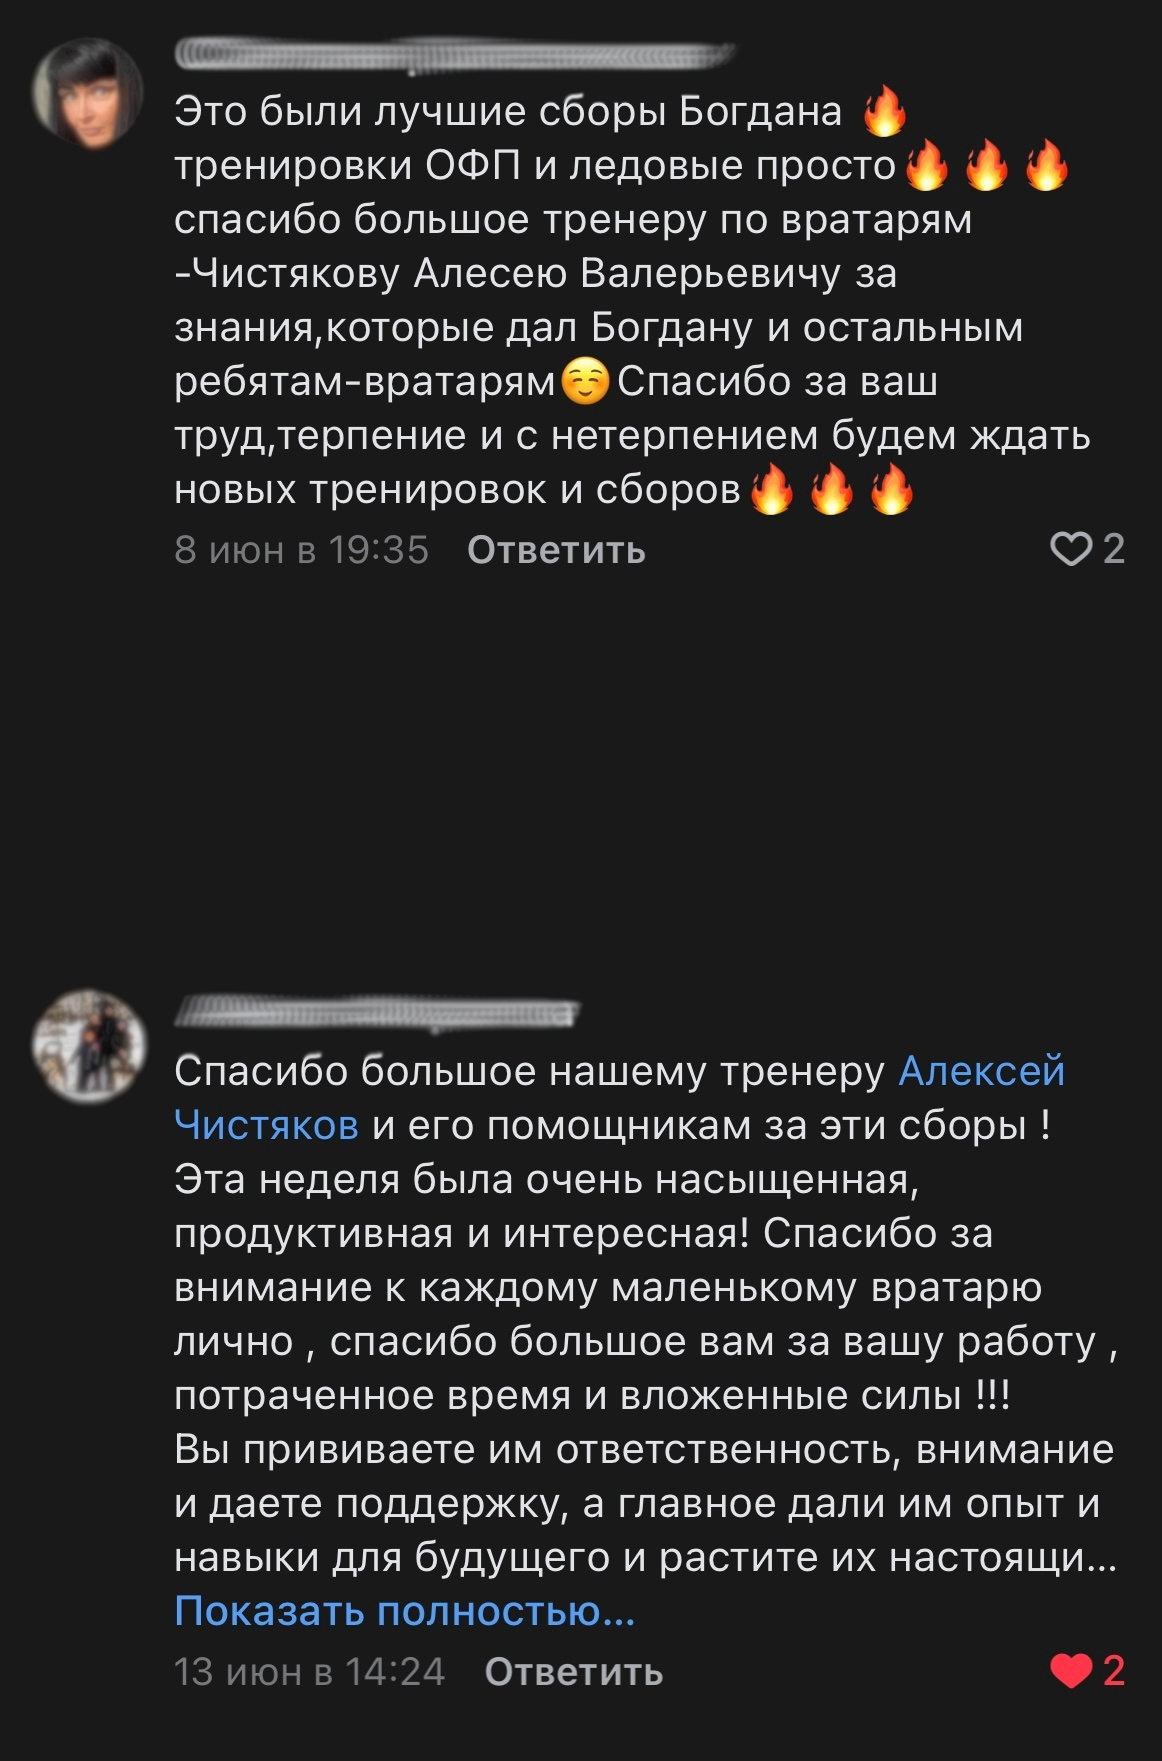 Это были лучшие сборы Богдана 🔥
тренировки ОФП и ледовые просто🔥🔥🔥
спасибо большое тренеру по вратарям
-Чистякову Алесею Валерьевичу за
знания,которые дал Богдану и остальным
ребятам-вратарям☺️Спасибо за ваш
труд,терпение и с нетерпением будем ждать
новых тренировок и сборов🔥🔥🔥
8 июн в 19:35 Ответить 2
Спасибо большое нашему тренеру Алексей
Чистяков и его помощникам за эти сборы !
Эта неделя была очень насыщенная,
продуктивная и интересная! Спасибо за
внимание к каждому маленькому вратарю
лично , спасибо большое вам за вашу работу ,
потраченное время и вложенные силы !!!
Вы прививаете им ответственность, внимание
и даете поддержку, а главное дали им опыт и
навыки для будущего и растите их настоящи...
Показать полностью...
13 июн в 14:24 Ответить 2